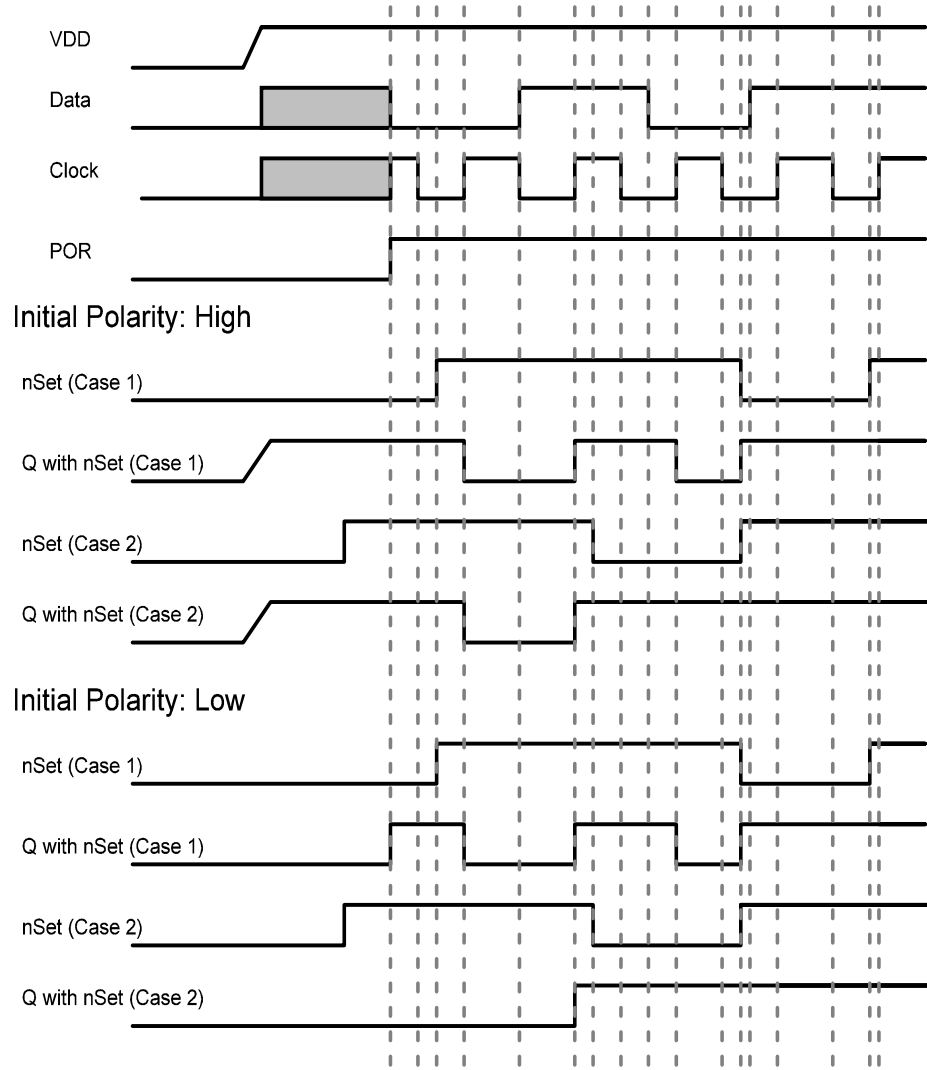 VDD
Data
Clock
POR
Initial Polarity: High
nSet (Case 1)
Q with nSet (Case 1)
nSet (Case 2)
Q with nSet (Case 2)
Initial Polarity: Low
nSet (Case 1)
Q with nSet (Case 1)
nSet (Case 2)
Q with nSet (Case 2)